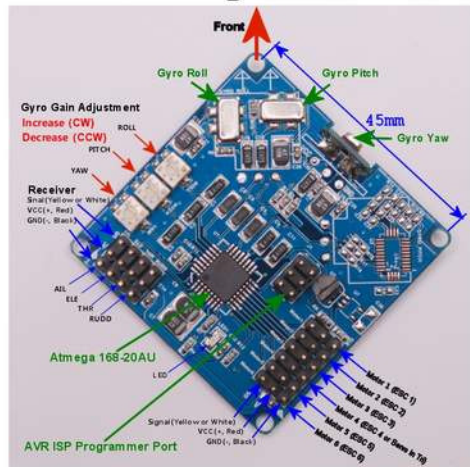 Front
Gyro Roll
Gyro Pitch
45mm
Gyro Yaw
Gyro Gain Adjustment
Increase (CW)
Decrease (CCW)
ROLL
PITCH
YAW
Receiver
Sinal(Yellow or White)
VCC(+, Red)
GND(-, Black)
AIL
ELE
THR
RUDD
Atmega 168-20AU
LED
AVR ISP Programmer Port
Signal(Yellow or White)
VCC(+, Red)
GND(-, Black)
Motor 1 (ESC 1)
Motor 2 (ESC 2)
Motor 3 (ESC 3)
Motor 4 (ESC 4 or Servo in Tri)
Motor 5 (ESC 5)
Motor 6 (ESC 6)